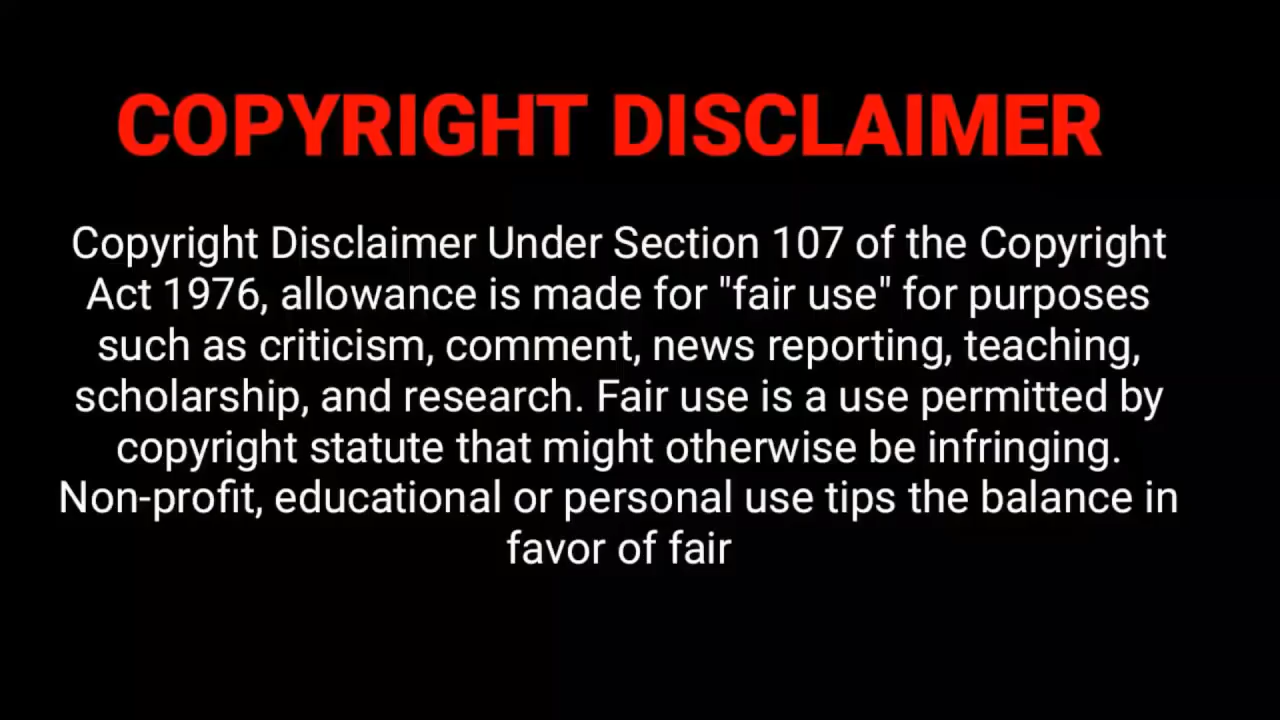 COPYRIGHT DISCLAIMER
Copyright Disclaimer Under Section 107 of the Copyright
Act 1976, allowance is made for "fair use" for purposes
such as criticism, comment, news reporting, teaching,
scholarship, and research. Fair use is a use permitted by
copyright statute that might otherwise be infringing.
Non-profit, educational or personal use tips the balance in
favor of fair